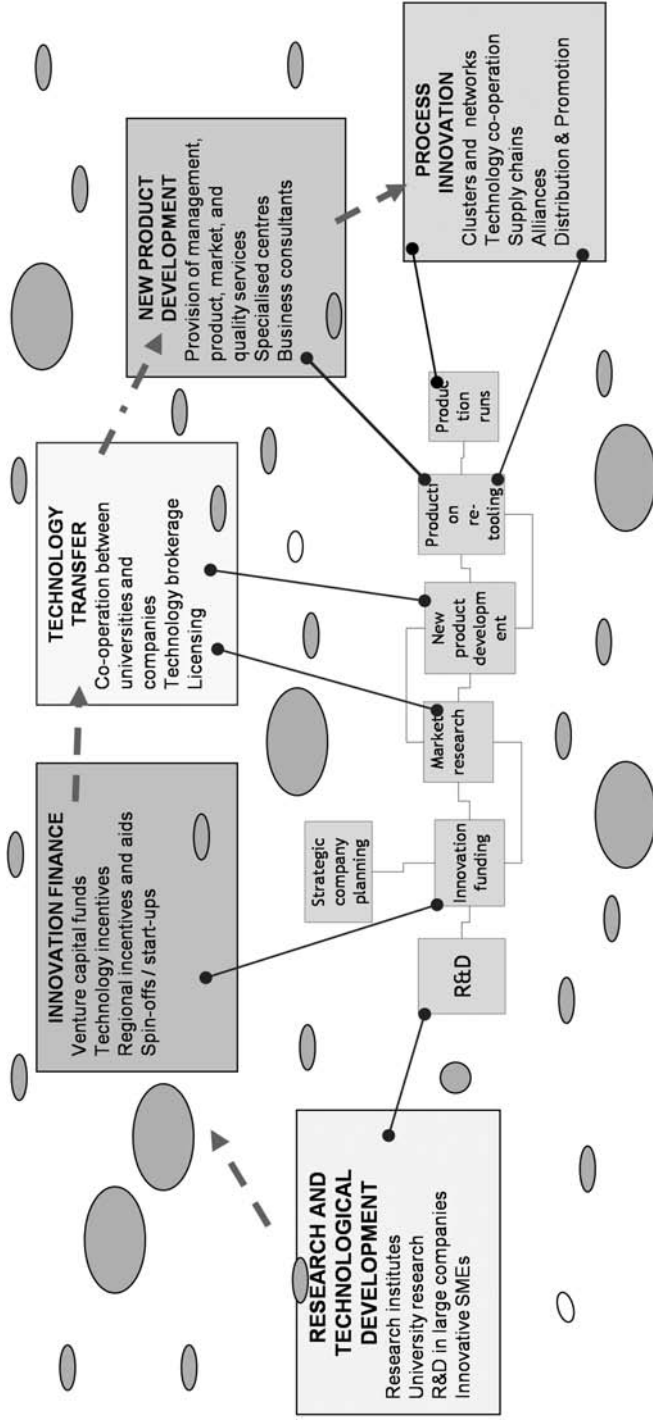 RESEARCH AND
TECHNOLOGICAL
DEVELOPMENT
Research institutes
University research
R&D in large companies
Innovative SMEs
INNOVATION FINANCE
Venture capital funds
Technology incentives
Regional incentives and aids
Spin-offs / start-ups
TECHNOLOGY
TRANSFER
Co-operation between
universities and
companies
Technology brokerage
Licensing
NEW PRODUCT
DEVELOPMENT
Provision of management,
product, market, and
quality services
Specialised centres
Business consultants
PROCESS
INNOVATION
Clusters and networks
Technology co-operation
Supply chains
Alliances
Distribution & Promotion
Strategic
company
planning
R&D
Innovation
funding
Market
research
New
product
developm
ent
Producti
on re-
tooling
Produc
tion runs